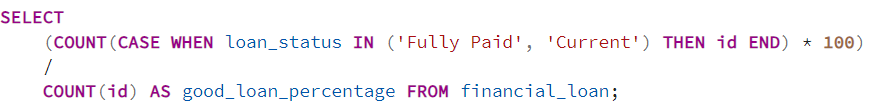 SELECT
(COUNT(CASE WHEN loan_status IN ('Fully Paid', 'Current') THEN id END) * 100)
/
COUNT(id) AS good_loan_percentage FROM financial_loan;